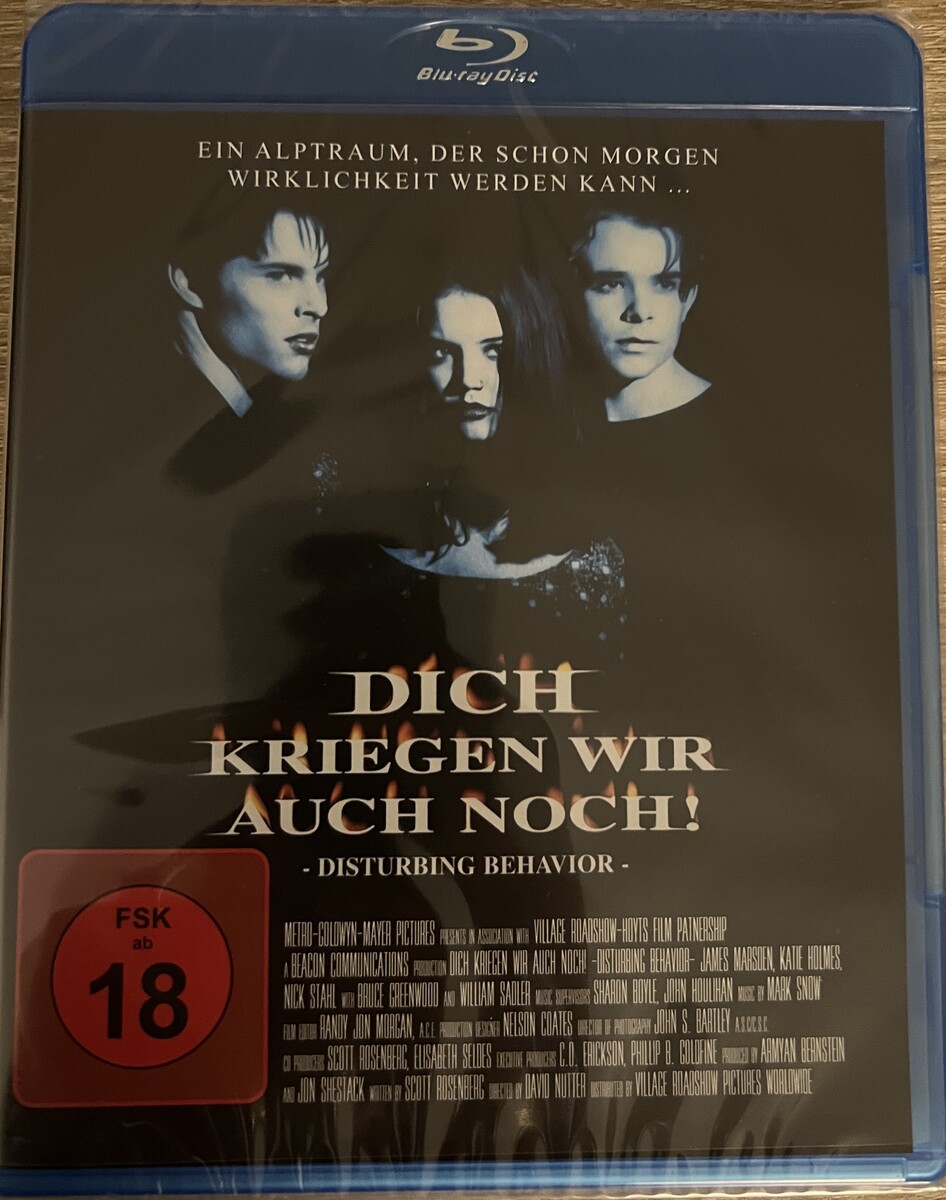 Blu-ray Disc
EIN ALPTRAUM, DER SCHON MORGEN
WIRKLICHKEIT WERDEN KANN ...
DICH
KRIEGEN WIR
AUCH NOCH!
- DISTURBING BEHAVIOR -
FSK
ab
18
METRO-GOLDWYN-MAYER PICTURES PRESENTS IN ASSOCIATION WITH VILLAGE ROADSHOW-HOYTS FILM PATNERSHIP
A BEACON COMMUNICATIONS PRODUCTION DICH KRIEGEN WIR AUCH NOCH! -DISTURBING BEHAVIOR- JAMES MARSDEN, KATIE HOLMES,
NICK STAHL WITH BRUCE GREENWOOD AND WILLIAM SADLER MUSIC SUPERVISORS SHARON BOYLE, JOHN HOULIHAN MUSIC BY MARK SNOW
FILM EDITOR RANDY JON MORGAN, A.C.E. PRODUCTION DESIGNER NELSON COATES DIRECTOR OF PHOTOGRAPHY JOHN S. BARTLEY A.S.C/C.S.C.
CO PRODUCERS SCOTT ROSENBERG, ELISABETH SELDES EXECUTIVE PRODUCERS C.O. ERICKSON, PHILLIP B. GOLDFINE PRODUCED BY ARMYAN BERNSTEIN
AND JON SHESTACK WRITTEN BY SCOTT ROSENBERG DIRECTED BY DAVID NUTTER DISTRIBUTED BY VILLAGE ROADSHOW PICTURES WORLDWIDE